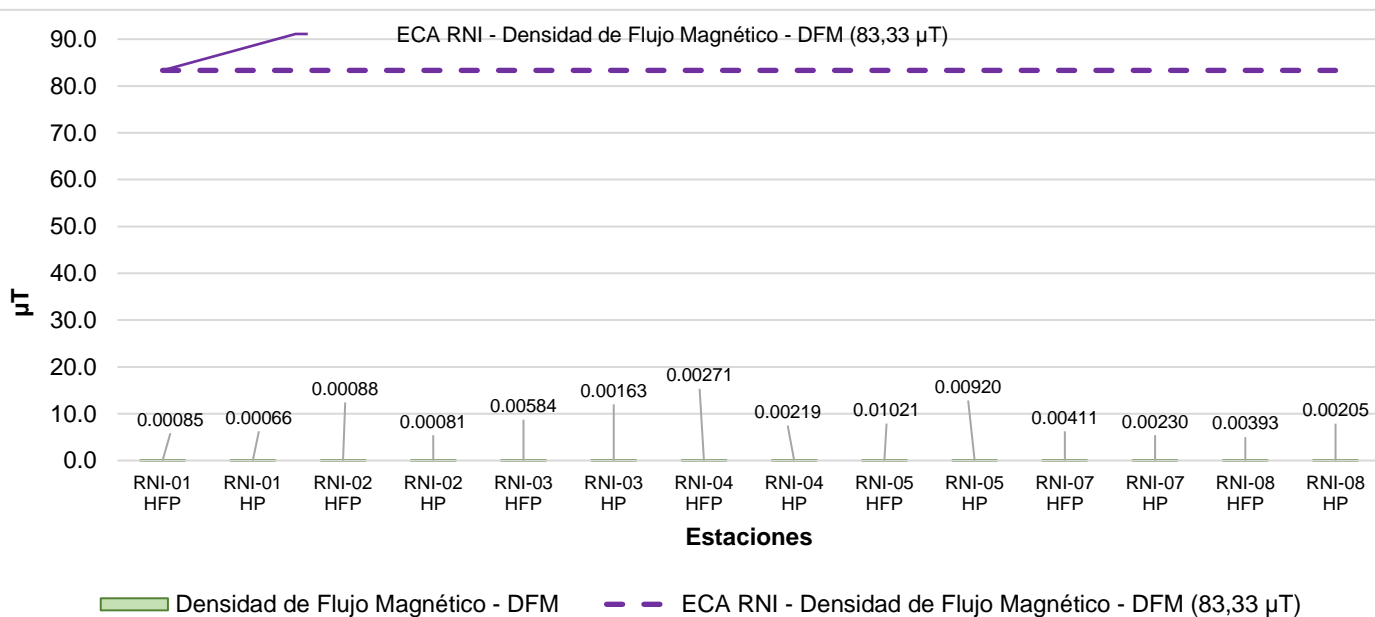 ECA RNI - Densidad de Flujo Magnético - DFM (83,33 µT)
90.0
80.0
70.0
60.0
50.0
40.0
30.0
20.0
10.0
0.0
µT
0.00085
0.00066
0.00088
0.00081
0.00584
0.00163
0.00271
0.00219
0.01021
0.00920
0.00411
0.00230
0.00393
0.00205
RNI-01
HFP
RNI-01
HP
RNI-02
HFP
RNI-02
HP
RNI-03
HFP
RNI-03
HP
RNI-04
HFP
RNI-04
HP
RNI-05
HFP
RNI-05
HP
RNI-07
HFP
RNI-07
HP
RNI-08
HFP
RNI-08
HP
Estaciones
Densidad de Flujo Magnético - DFM
ECA RNI - Densidad de Flujo Magnético - DFM (83,33 µT)